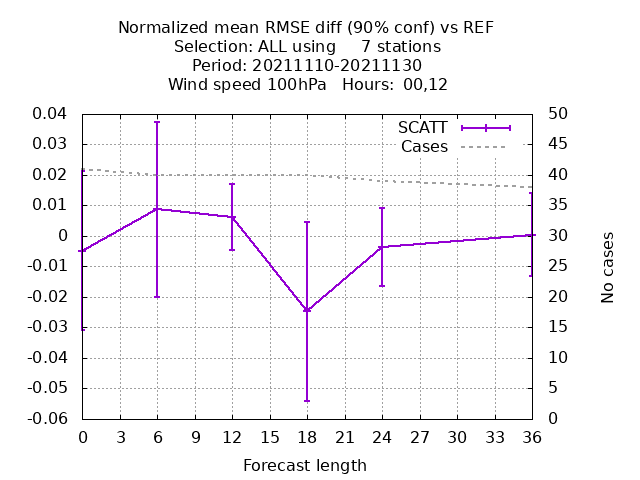 Normalized mean RMSE diff (90% conf) vs REF
Selection: ALL using 7 stations
Period: 20211110-20211130
Wind speed 100hPa Hours: 00,12
SCATT
Cases
0.04
0.03
0.02
0.01
0
-0.01
-0.02
-0.03
-0.04
-0.05
-0.06
50
45
40
35
30
25
20
15
10
5
0
No cases
0 3 6 9 12 15 18 21 24 27 30 33 36
Forecast length